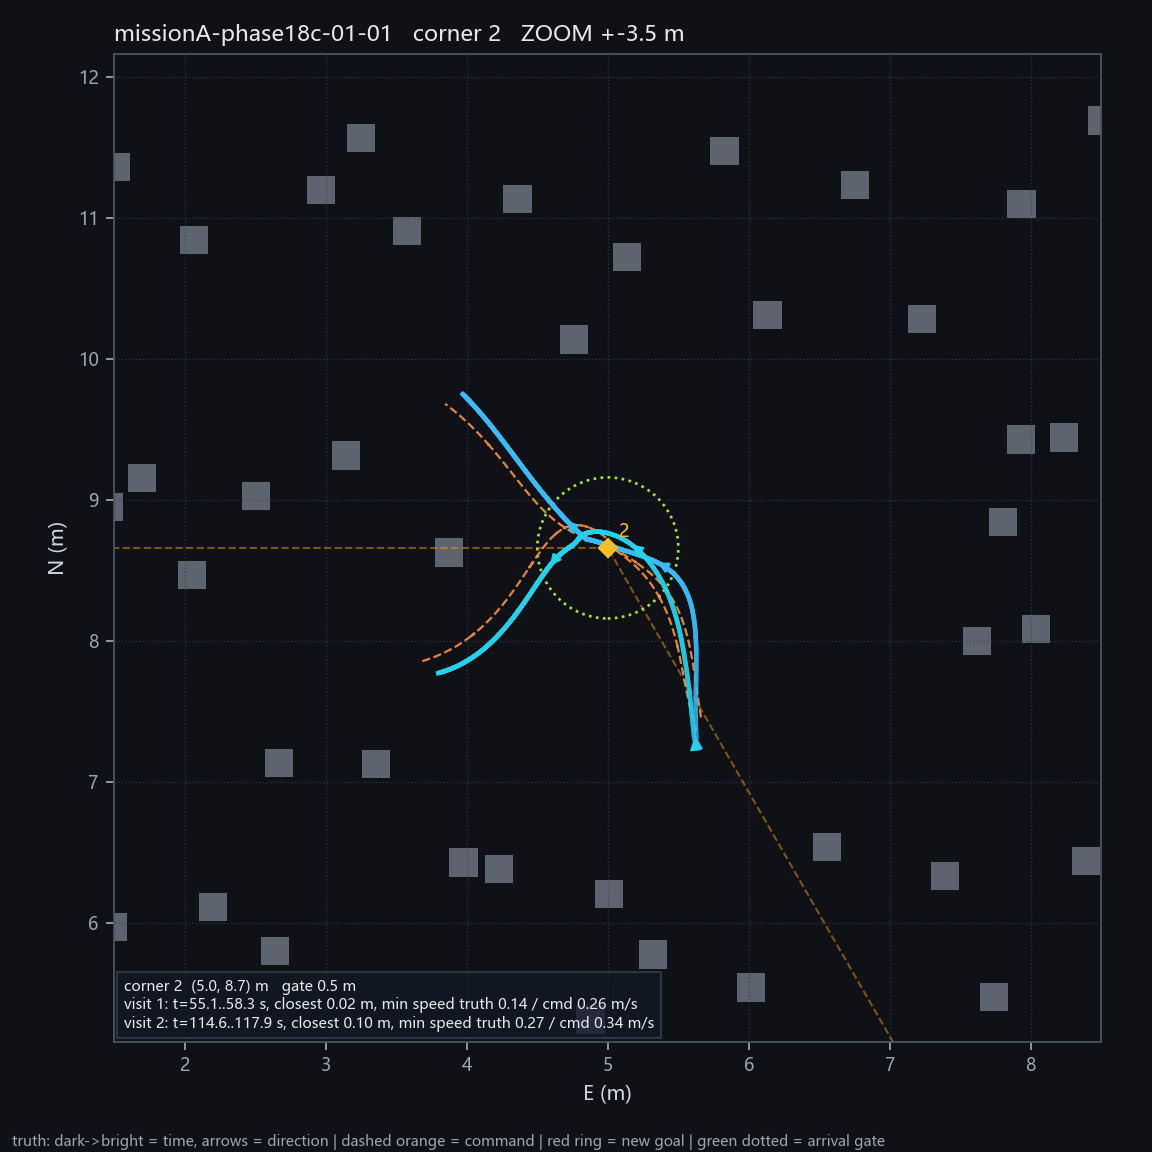 missionA-phase18c-01-01 corner 2 ZOOM +-3.5 m
12
11
10
9
8
7
6
N (m)
2
corner 2 (5.0, 8.7) m gate 0.5 m
visit 1: t=55.1..58.3 s, closest 0.02 m, min speed truth 0.14 / cmd 0.26 m/s
visit 2: t=114.6..117.9 s, closest 0.10 m, min speed truth 0.27 / cmd 0.34 m/s
2 3 4 5 6 7 8
E (m)
truth: dark->bright = time, arrows = direction | dashed orange = command | red ring = new goal | green dotted = arrival gate